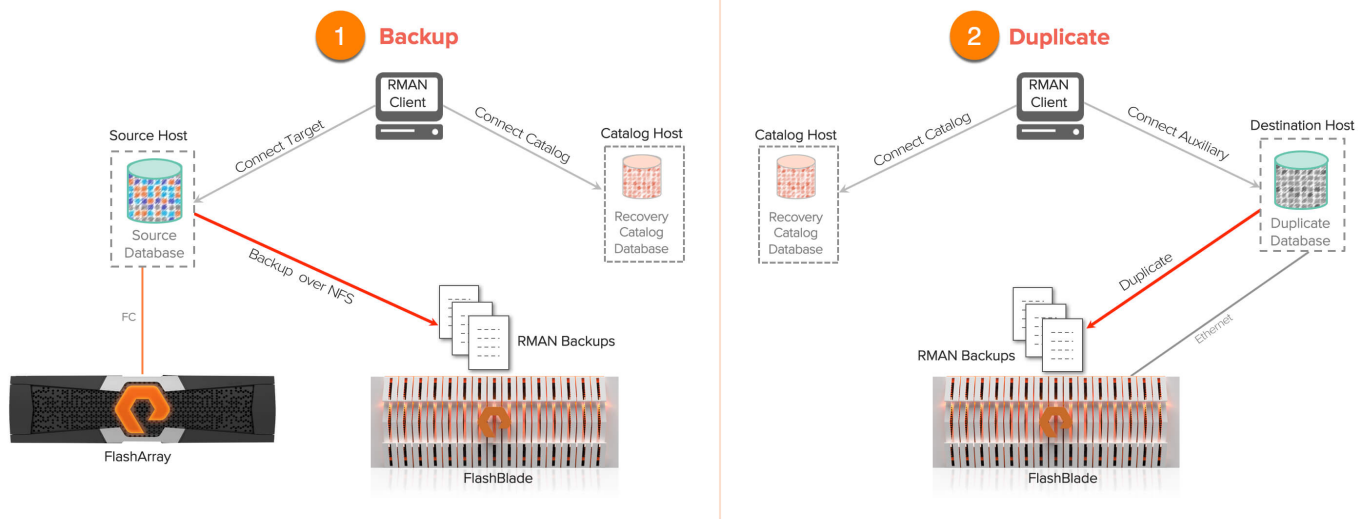 1 Backup
RMAN
Client
Connect Target
Connect Catalog
Source Host
Source
Database
Catalog Host
Recovery
Catalog
Database
Backup over NFS
FC
RMAN Backups
FlashArray
FlashBlade
2 Duplicate
RMAN
Client
Connect Catalog
Connect Auxiliary
Catalog Host
Recovery
Catalog
Database
Destination Host
Duplicate
Database
Duplicate
Ethernet
RMAN Backups
FlashBlade